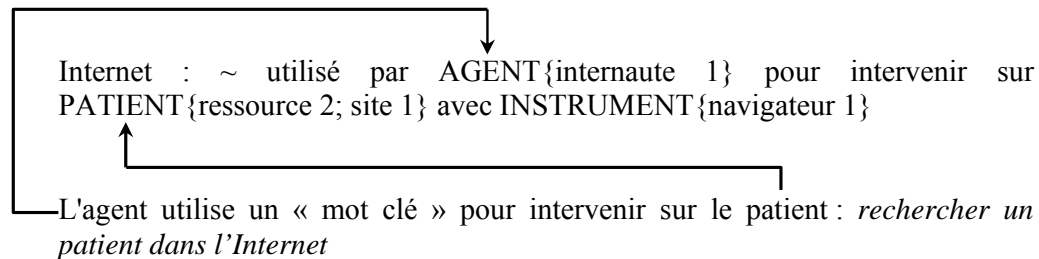 Internet : ~ utilisé par AGENT{internaute 1} pour intervenir sur
PATIENT{ressource 2; site 1} avec INSTRUMENT{navigateur 1}
L'agent utilise un « mot clé » pour intervenir sur le patient : rechercher un
patient dans l’Internet